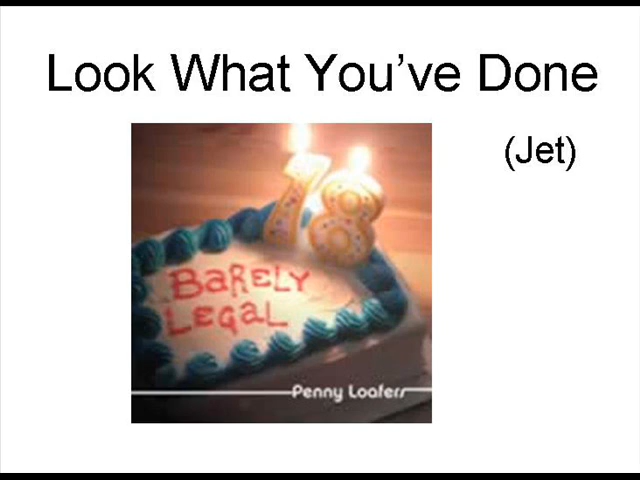 Look What You've Done
(Jet)
18
BARELY
LEGAL
Penny Loafers